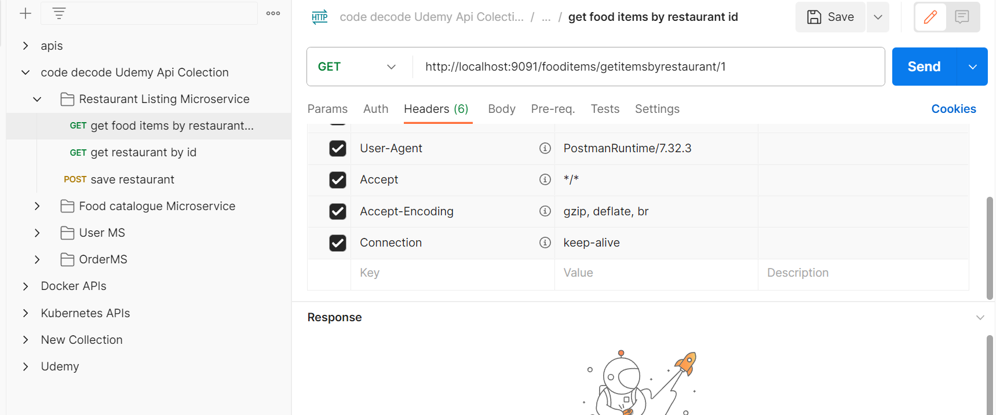 apis
code decode Udemy Api Colection
Restaurant Listing Microservice
GET get food items by restaurant...
GET get restaurant by id
POST save restaurant
Food catalogue Microservice
User MS
OrderMS
Docker APIs
Kubernetes APIs
New Collection
Udemy
HTTP code decode Udemy Api Colecti... / ... / get food items by restaurant id
Save
GET http://localhost:9091/fooditems/getitemsbyrestaurant/1
Send
Params Auth Headers (6) Body Pre-req. Tests Settings Cookies
User-Agent PostmanRuntime/7.32.3
Accept */*
Accept-Encoding gzip, deflate, br
Connection keep-alive
Key Value Description
Response